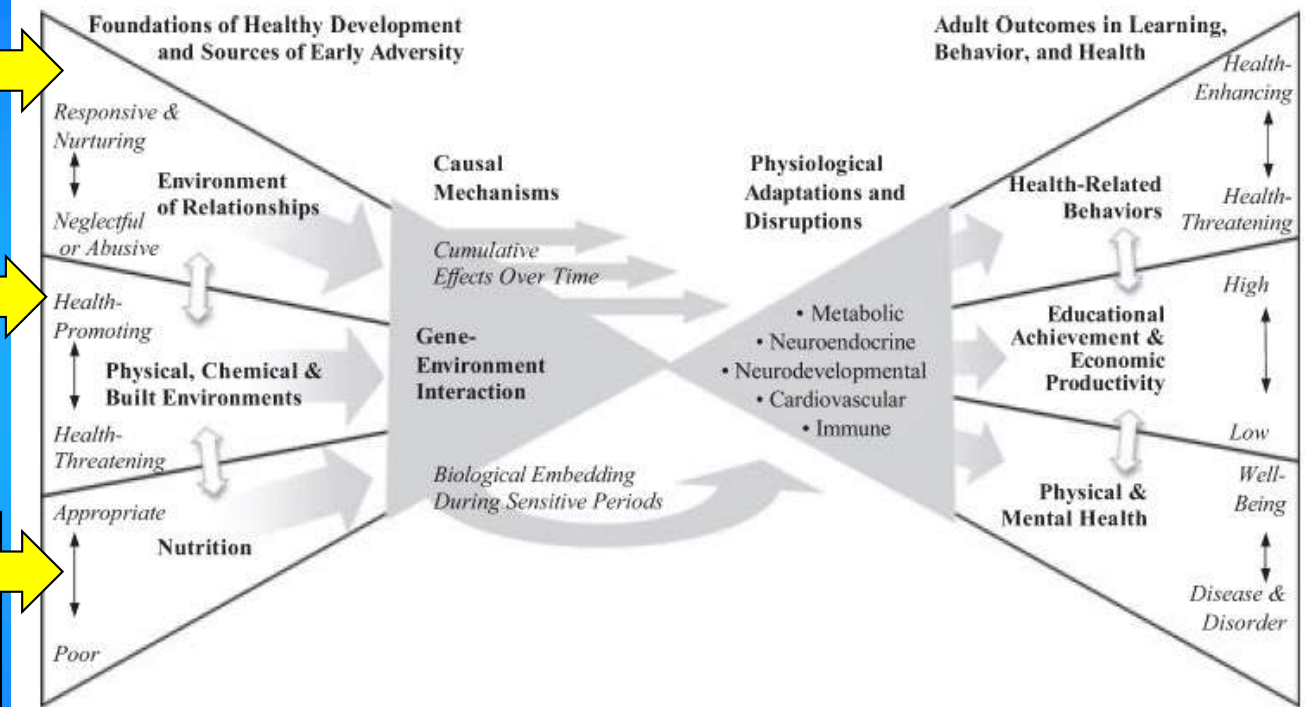 Foundations of Healthy Development
and Sources of Early Adversity
Responsive &
Nurturing
Environment
of Relationships
Neglectful
or Abusive
Health-
Promoting
Physical, Chemical &
Built Environments
Health-
Threatening
Appropriate
Nutrition
Poor
Causal
Mechanisms
Cumulative
Effects Over Time
Gene-
Environment
Interaction
Biological Embedding
During Sensitive Periods
Physiological
Adaptations and
Disruptions
• Metabolic
• Neuroendocrine
• Neurodevelopmental
• Cardiovascular
• Immune
Adult Outcomes in Learning,
Behavior, and Health
Health-
Enhancing
Health-Related
Behaviors
Health-
Threatening
High
Educational
Achievement &
Economic
Productivity
Low
Well-
Being
Physical &
Mental Health
Disease &
Disorder